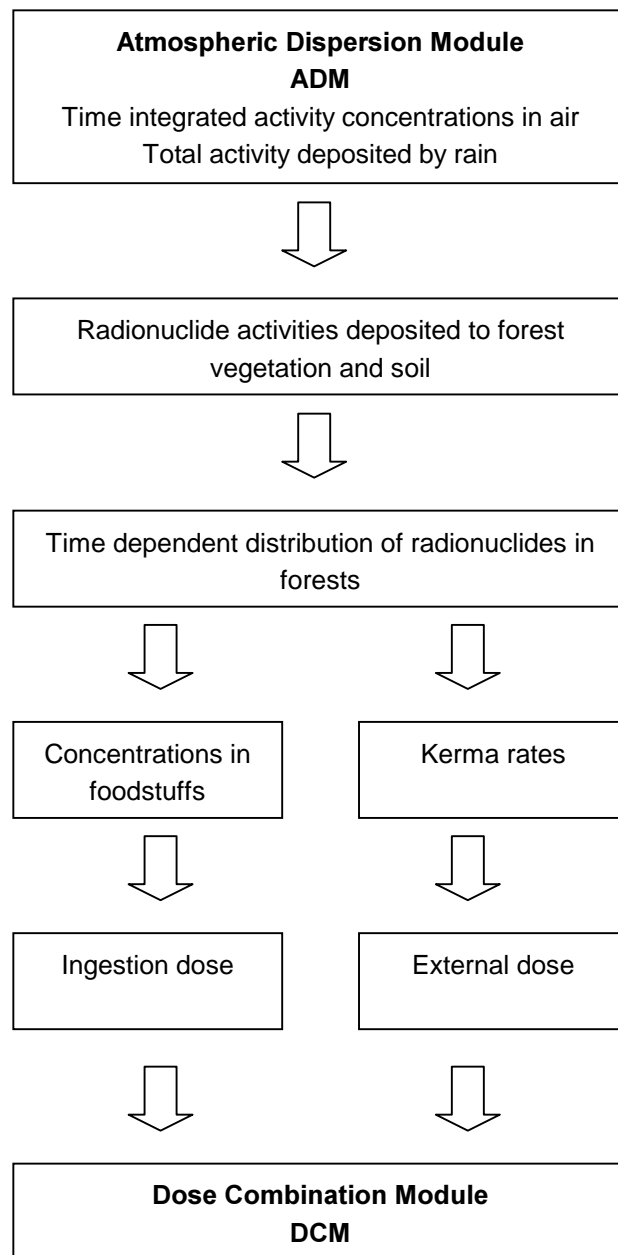 Atmospheric Dispersion Module
ADM
Time integrated activity concentrations in air
Total activity deposited by rain
Radionuclide activities deposited to forest
vegetation and soil
Time dependent distribution of radionuclides in
forests
Concentrations in
foodstuffs
Kerma rates
Ingestion dose
External dose
Dose Combination Module
DCM